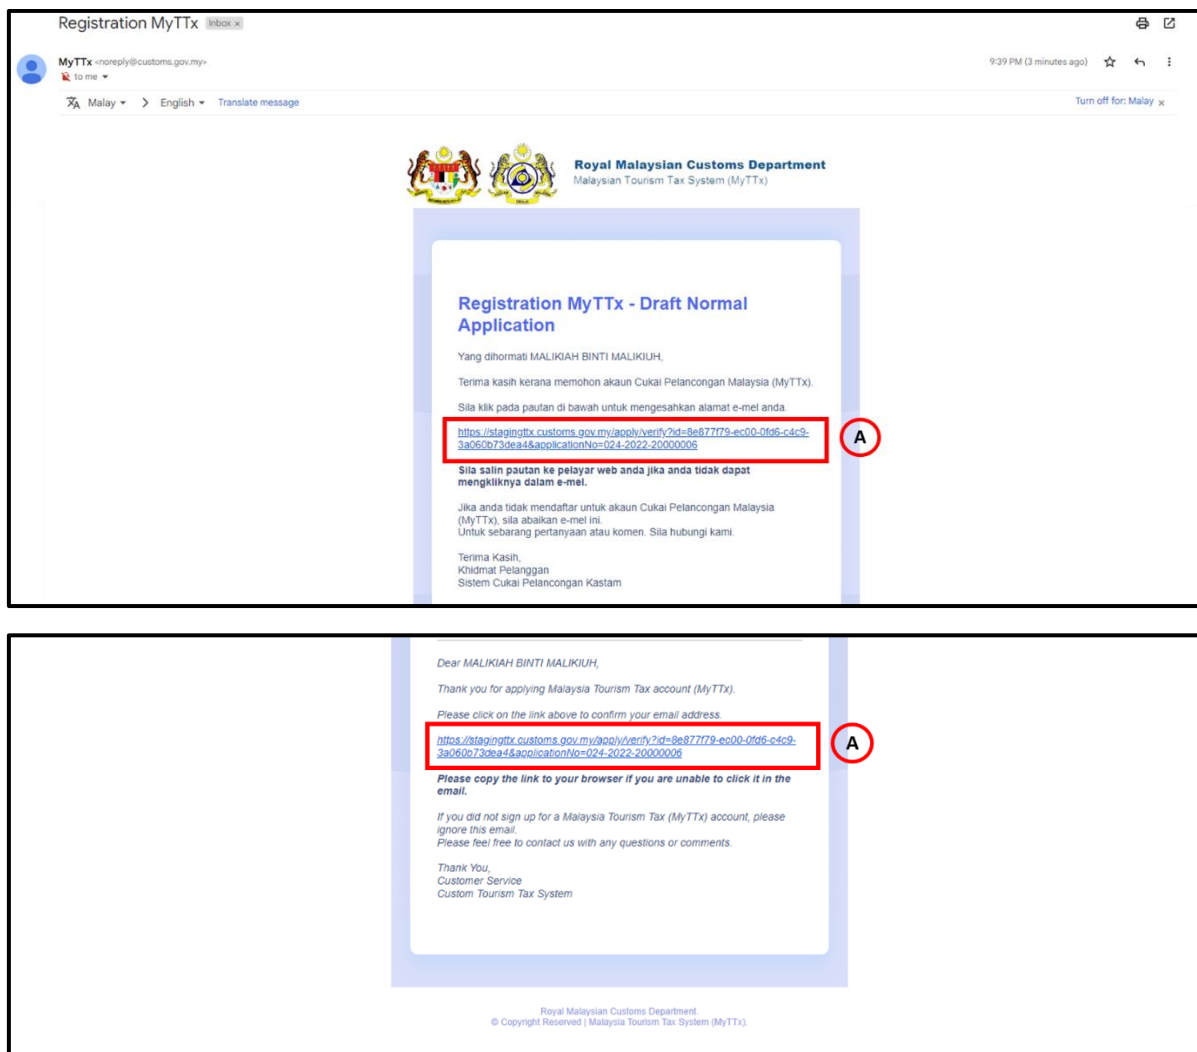 Registration MyTTx Inbox ×
MyTTx <noreply@customs.gov.my>
to me
9:39 PM (3 minutes ago)
Malay > English Translate message
Turn off for: Malay ×
Royal Malaysian Customs Department
Malaysian Tourism Tax System (MyTTx)
Registration MyTTx - Draft Normal
Application
Yang dihormati MALIKIAH BINTI MALIKIUH,
Terima kasih kerana memohon akaun Cukai Pelancongan Malaysia (MyTTx).
Sila klik pada pautan di bawah untuk mengesahkan alamat e-mel anda.
https://stagingttx.customs.gov.my/apply/verify?id=8e877f79-ec00-0fd6-c4c9-
3a060b73dea4&applicationNo=024-2022-20000006
A
Sila salin pautan ke pelayar web anda jika anda tidak dapat
mengkliknya dalam e-mel.
Jika anda tidak mendaftar untuk akaun Cukai Pelancongan Malaysia
(MyTTx), sila abaikan e-mel ini.
Untuk sebarang pertanyaan atau komen. Sila hubungi kami.
Terima Kasih,
Khidmat Pelanggan
Sistem Cukai Pelancongan Kastam
Dear MALIKIAH BINTI MALIKIUH,
Thank you for applying Malaysia Tourism Tax account (MyTTx).
Please click on the link above to confirm your email address.
https://stagingttx.customs.gov.my/apply/verify?id=8e877f79-ec00-0fd6-c4c9-
3a060b73dea4&applicationNo=024-2022-20000006
A
Please copy the link to your browser if you are unable to click it in the
email.
If you did not sign up for a Malaysia Tourism Tax (MyTTx) account, please
ignore this email.
Please feel free to contact us with any questions or comments.
Thank You,
Customer Service
Custom Tourism Tax System
Royal Malaysian Customs Department.
© Copyright Reserved | Malaysia Tourism Tax System (MyTTx).